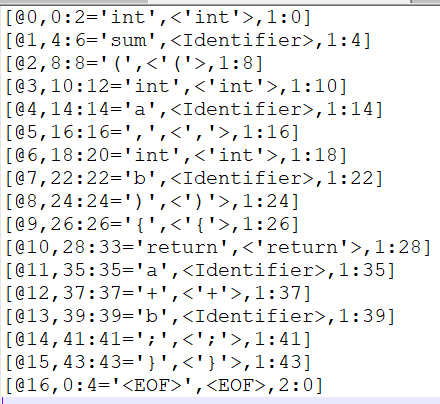 [@0,0:2='int',<'int'>,1:0]
[@1,4:6='sum',<Identifier>,1:4]
[@2,8:8='(',<'('>,1:8]
[@3,10:12='int',<'int'>,1:10]
[@4,14:14='a',<Identifier>,1:14]
[@5,16:16=',',<','>,1:16]
[@6,18:20='int',<'int'>,1:18]
[@7,22:22='b',<Identifier>,1:22]
[@8,24:24=')',<')'>,1:24]
[@9,26:26='{',<'{'>,1:26]
[@10,28:33='return',<'return'>,1:28]
[@11,35:35='a',<Identifier>,1:35]
[@12,37:37='+',<'+'>,1:37]
[@13,39:39='b',<Identifier>,1:39]
[@14,41:41=';',<';'>,1:41]
[@15,43:43='}',<'}'>,1:43]
[@16,0:4='<EOF>',<EOF>,2:0]